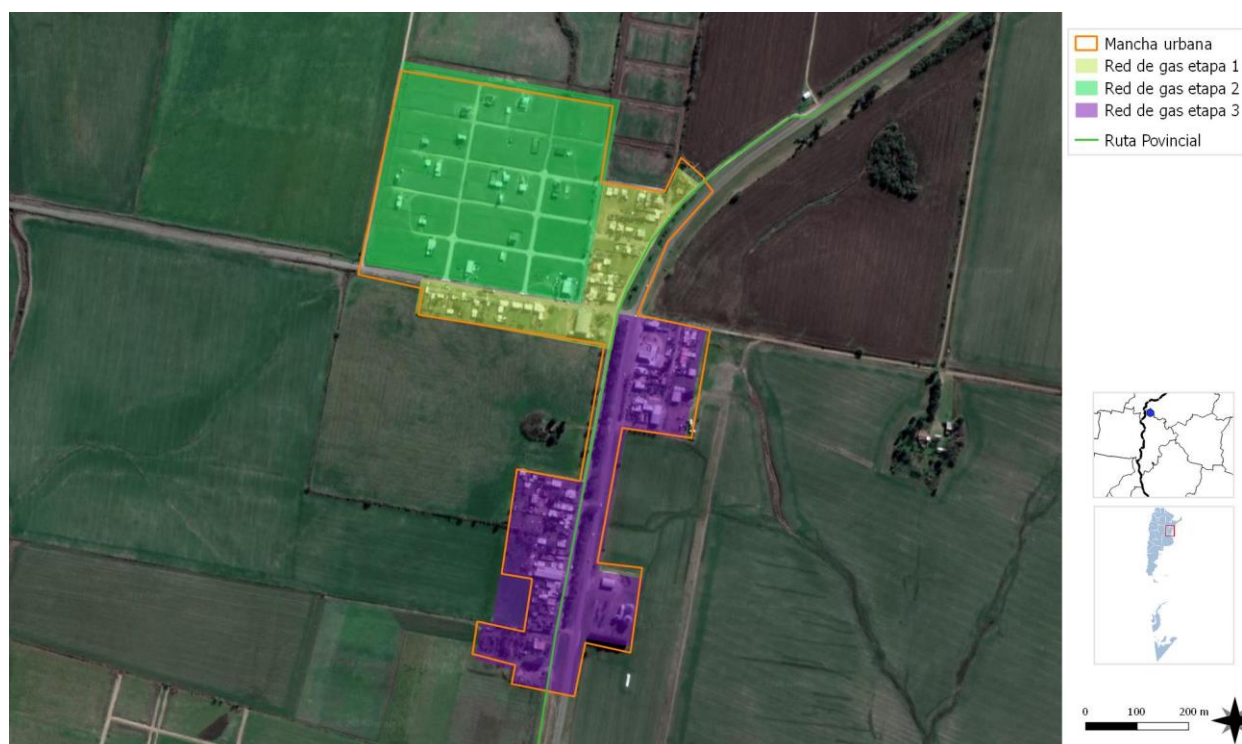 Mancha urbana
Red de gas etapa 1
Red de gas etapa 2
Red de gas etapa 3
Ruta Povincial
0 100 200 m